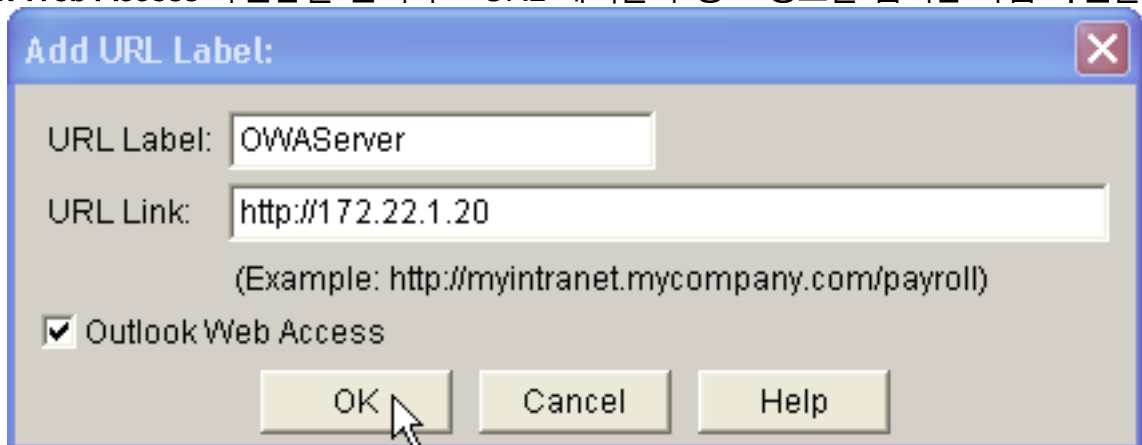 Add URL Label:
URL Label: OWAServer
URL Link: http://172.22.1.20
(Example: http://myintranet.mycompany.com/payroll)
Outlook Web Access
OK Cancel Help